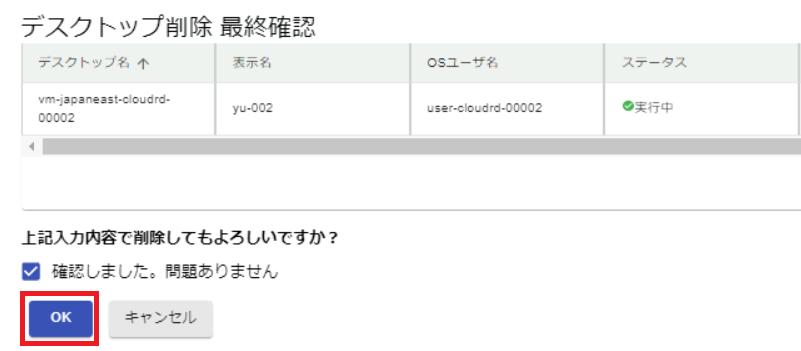 デスクトップ削除 最終確認
デスクトップ名 ↑ 表示名 OSユーザ名 ステータス
vm-japaneast-cloudrd-
00002 yu-002 user-cloudrd-00002 実行中
上記入力内容で削除してもよろしいですか？
確認しました。問題ありません
OK キャンセル